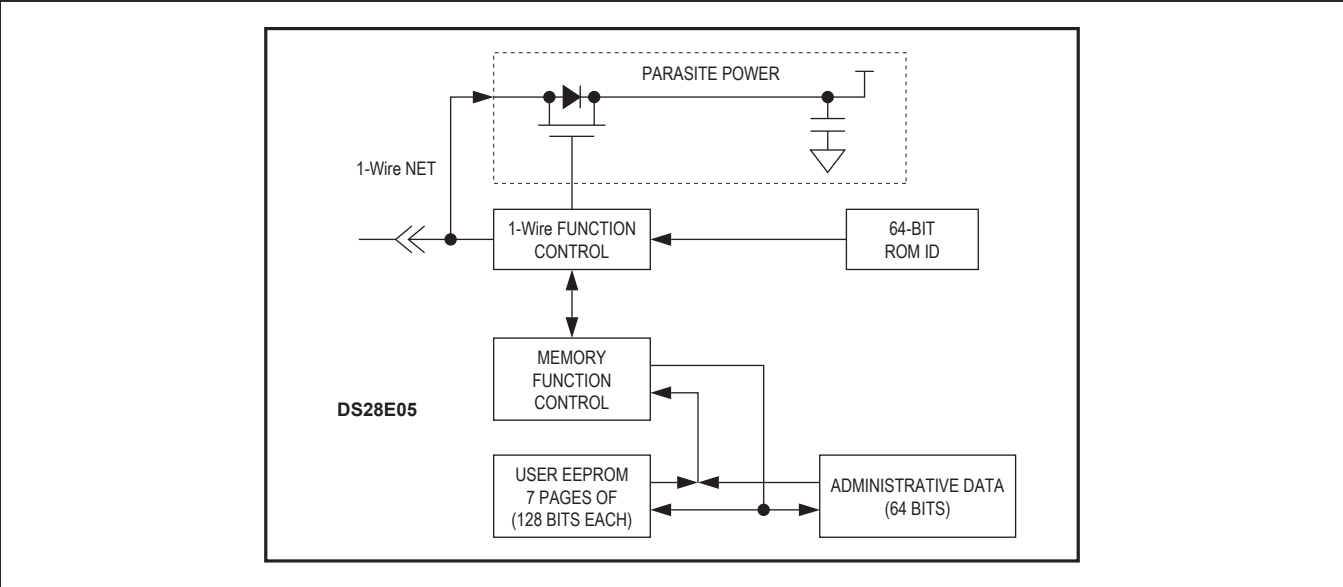 PARASITE POWER
1-Wire NET
1-Wire FUNCTION
CONTROL
64-BIT
ROM ID
MEMORY
FUNCTION
CONTROL
DS28E05
USER EEPROM
7 PAGES OF
(128 BITS EACH)
ADMINISTRATIVE DATA
(64 BITS)